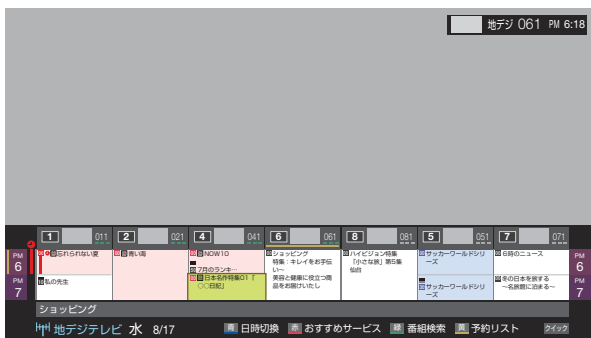 地デジ 061 PM 6:18
1 011 2 021 4 041 6 061 8 081 5 051 7 071
PM 6
忘れられない夏
青い海
NOW10
7月のランキ…
ショッピング
特集：キレイをお手伝
い～
美容と健康に役立つ商
品をお届けいたし
ハイビジョン特集
「小さな旅」第5集
仙台
サッカーワールドシリ
ーズ
6時のニュース
PM 6
PM 7
私の先生
日本名作特集01『
○○日記』
サッカーワールドシリ
ーズ
冬の日本を旅する
～名旅館に泊まる～
PM 7
ショッピング
地デジテレビ 水 8/17 青 日時切換 赤 おすすめサービス 緑 番組検索 黄 予約リスト クイック